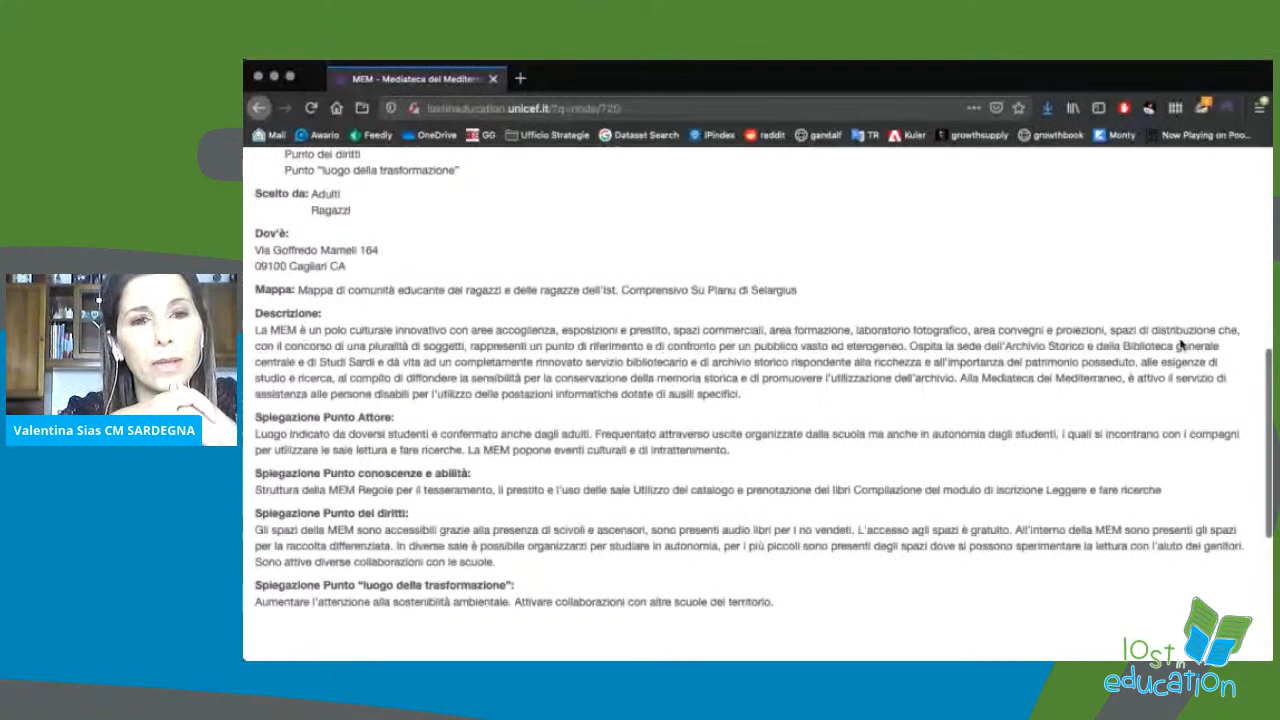 MEM - Mediateca del Mediterr
lostineducation.unicef.it/?q=node/729
Mail Awario Feedly OneDrive GG Ufficio Strategie Dataset Search IPindex reddit gandalf TR Kuler growthsupply growthbook Monty Now Playing on Poo...
Punto dei diritti
Punto "luogo della trasformazione"
Scelto da: Adulti
Ragazzi
Dov'è:
Via Goffredo Mameli 164
09100 Cagliari CA
Mappa: Mappa di comunità educante dei ragazzi e delle ragazze dell'Ist. Comprensivo Su Planu di Selargius
Descrizione:
La MEM è un polo culturale innovativo con aree accoglienza, esposizioni e prestito, spazi commerciali, area formazione, laboratorio fotografico, area convegni e proiezioni, spazi di distribuzione che,
con il concorso di una pluralità di soggetti, rappresenti un punto di riferimento e di confronto per un pubblico vasto ed eterogeneo. Ospita la sede dell'Archivio Storico e della Biblioteca generale
centrale e di Studi Sardi e dà vita ad un completamente rinnovato servizio bibliotecario e di archivio storico rispondente alla ricchezza e all'importanza del patrimonio posseduto, alle esigenze di
studio e ricerca, al compito di diffondere la sensibilità per la conservazione della memoria storica e di promuovere l'utilizzazione dell'archivio. Alla Mediateca del Mediterraneo, è attivo il servizio di
assistenza alle persone disabili per l'utilizzo delle postazioni informatiche dotate di ausili specifici.
Spiegazione Punto Attore:
Luogo indicato da doversi studenti e confermato anche dagli adulti. Frequentato attraverso uscite organizzate dalla scuola ma anche in autonomia dagli studenti, i quali si incontrano con i compagni
per utilizzare le sale lettura e fare ricerche. La MEM popone eventi culturali e di intrattenimento.
Spiegazione Punto conoscenze e abilità:
Struttura della MEM Regole per il tesseramento, il prestito e l'uso delle sale Utilizzo del catalogo e prenotazione dei libri Compilazione del modulo di iscrizione Leggere e fare ricerche
Spiegazione Punto dei diritti:
Gli spazi della MEM sono accessibili grazie alla presenza di scivoli e ascensori, sono presenti audio libri per i no vendeti. L'accesso agli spazi è gratuito. All'interno della MEM sono presenti gli spazi
per la raccolta differenziata. In diverse sale è possibile organizzarzi per studiare in autonomia, per i più piccoli sono presenti degli spazi dove si possono sperimentare la lettura con l'aiuto dei genitori.
Sono attive diverse collaborazioni con le scuole.
Spiegazione Punto "luogo della trasformazione":
Aumentare l'attenzione alla sostenibilità ambientale. Attivare collaborazioni con altre scuole del territorio.
Valentina Sias CM SARDEGNA
lost in
education